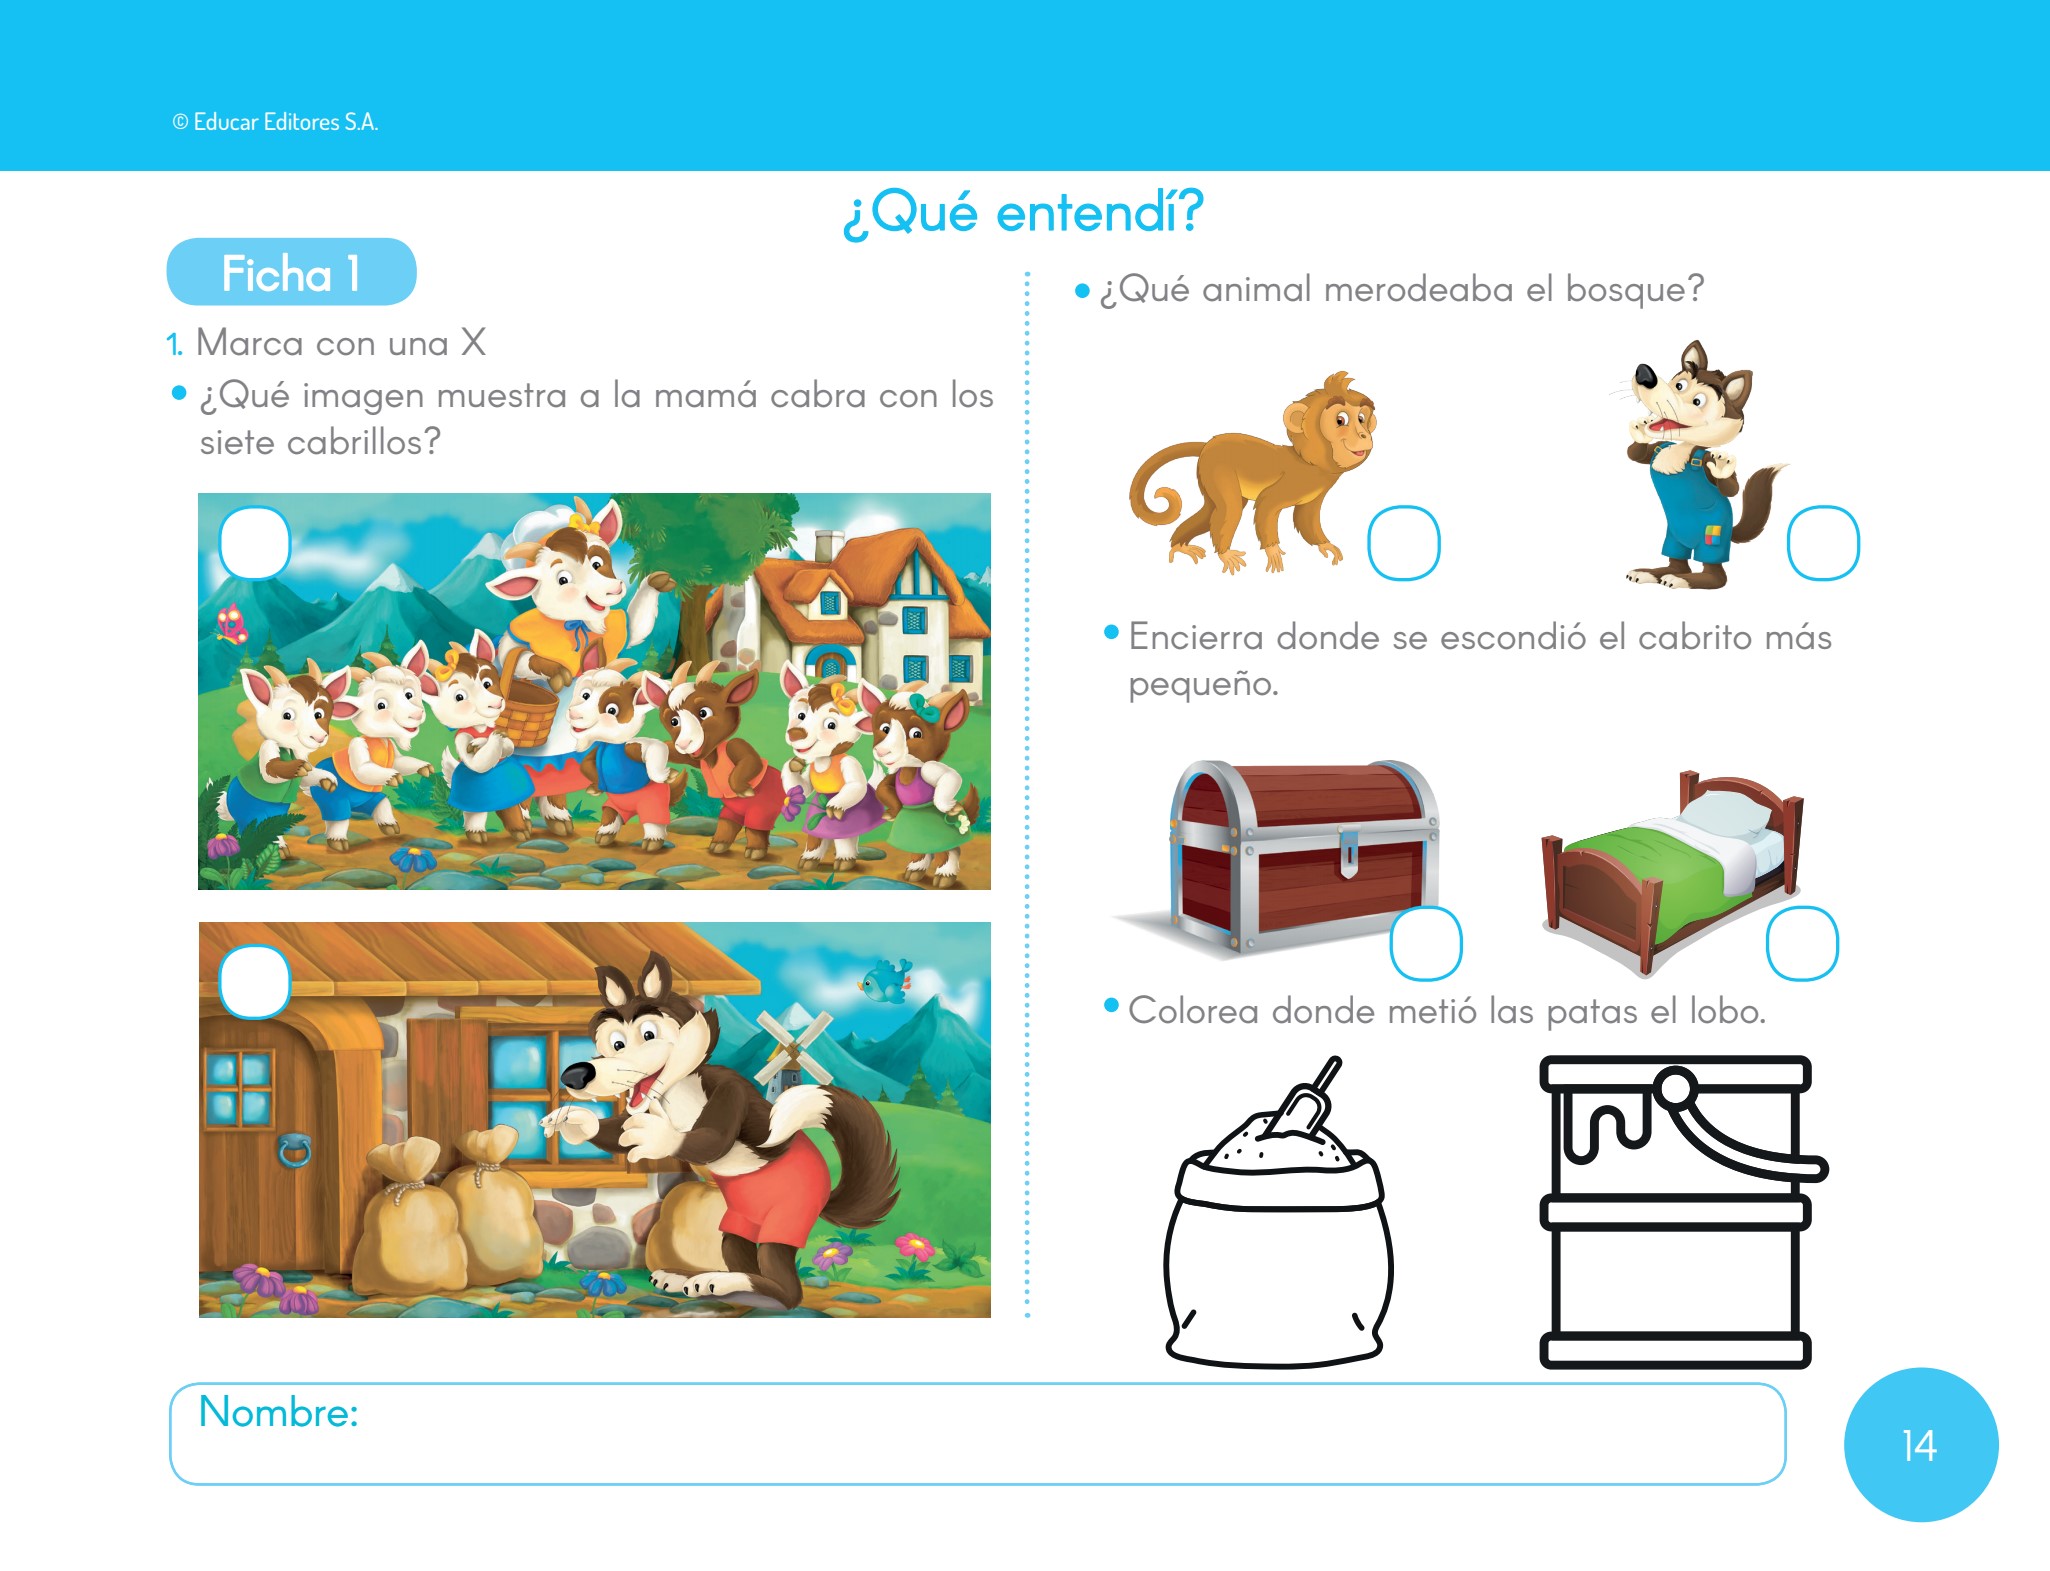 © Educar Editores S.A.
¿Qué entendí?
Ficha 1
1. Marca con una X
• ¿Qué imagen muestra a la mamá cabra con los
siete cabrillos?
• ¿Qué animal merodeaba el bosque?
• Encierra donde se escondió el cabrito más
pequeño.
• Colorea donde metió las patas el lobo.
Nombre:
14